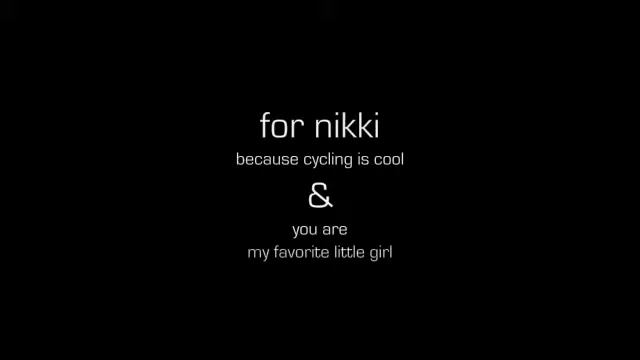 for nikki
because cycling is cool
&
you are
my favorite little girl